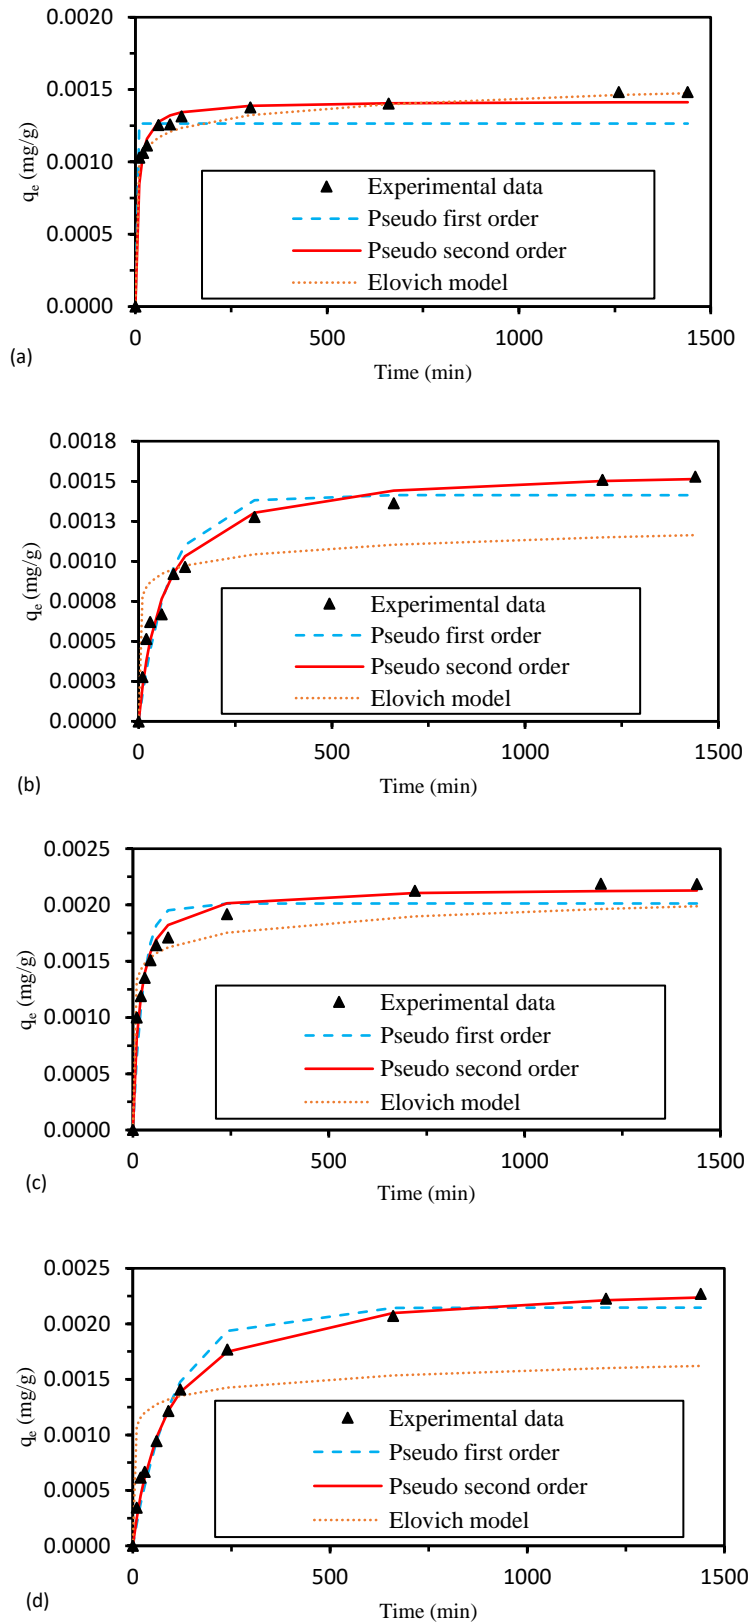 0.0020
0.0015
0.0010
0.0005
0.0000
qe (mg/g)
Experimental data
Pseudo first order
Pseudo second order
Elovich model
0 500 1000 1500
Time (min)
(a)
0.0018
0.0015
0.0013
0.0010
0.0008
0.0005
0.0003
0.0000
qe (mg/g)
Experimental data
Pseudo first order
Pseudo second order
Elovich model
0 500 1000 1500
Time (min)
(b)
0.0025
0.0020
0.0015
0.0010
0.0005
0.0000
qe (mg/g)
Experimental data
Pseudo first order
Pseudo second order
Elovich model
0 500 1000 1500
Time (min)
(c)
0.0025
0.0020
0.0015
0.0010
0.0005
0.0000
qe (mg/g)
Experimental data
Pseudo first order
Pseudo second order
Elovich model
0 500 1000 1500
Time (min)
(d)